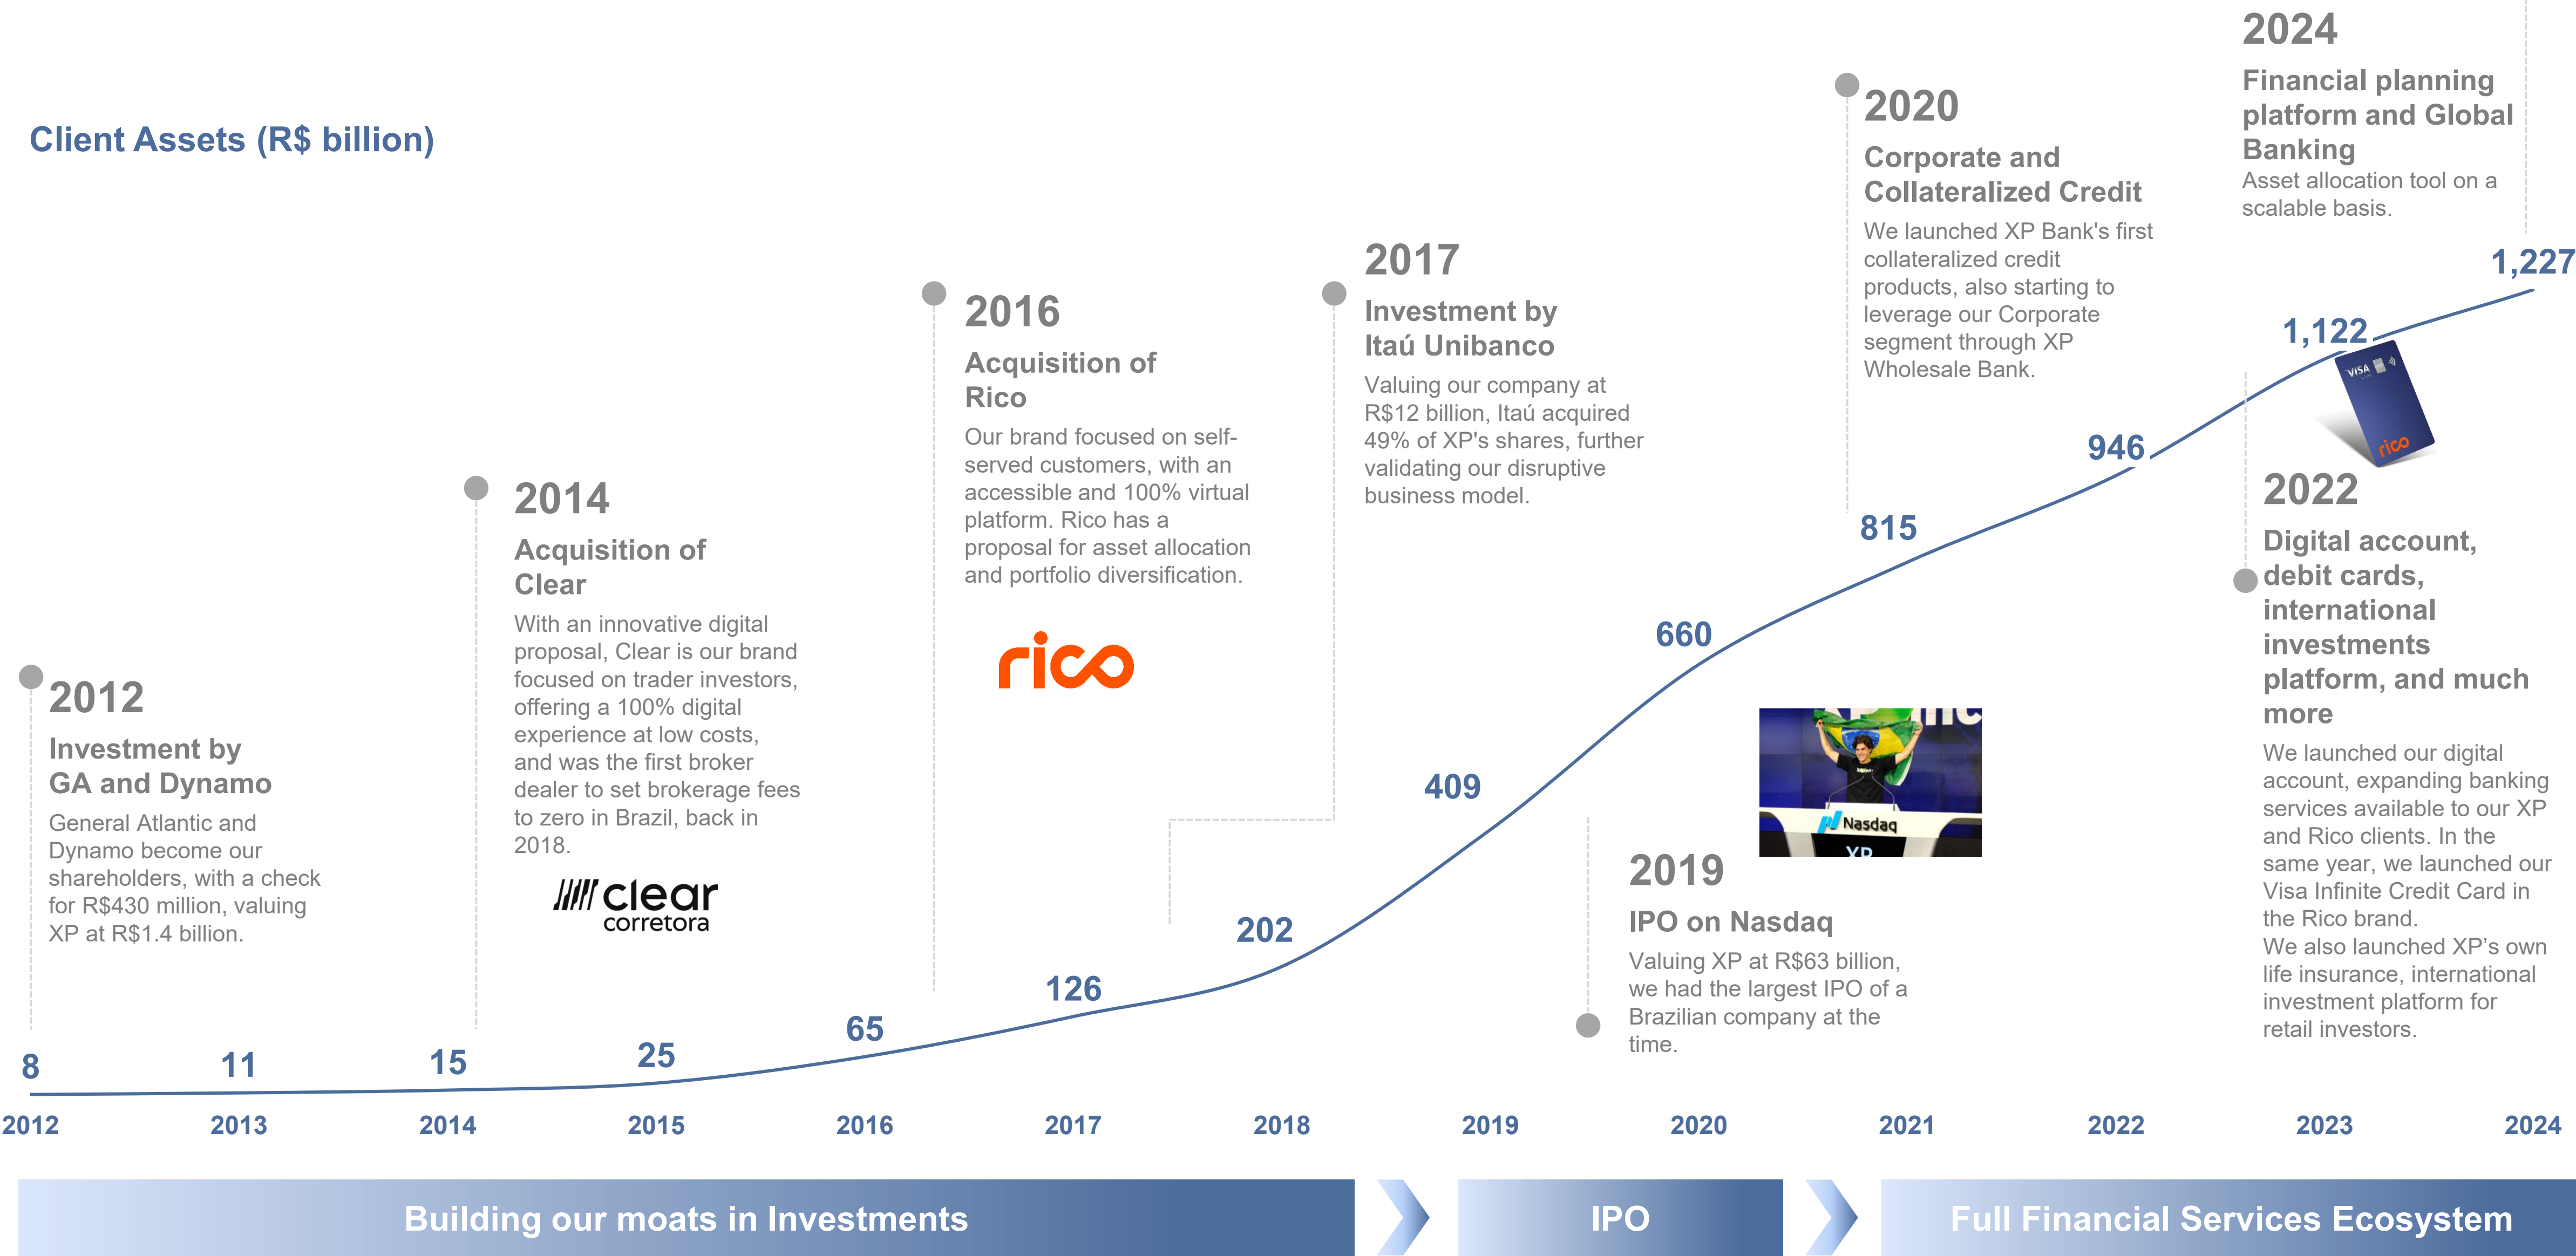 Client Assets (R$ billion)
2012
Investment by
GA and Dynamo
General Atlantic and
Dynamo become our
shareholders, with a check
for R$430 million, valuing
XP at R$1.4 billion.
2014
Acquisition of
Clear
With an innovative digital
proposal, Clear is our brand
focused on trader investors,
offering a 100% digital
experience at low costs,
and was the first broker
dealer to set brokerage fees
to zero in Brazil, back in
2018.
clear
corretora
2016
Acquisition of
Rico
Our brand focused on self-
served customers, with an
accessible and 100% virtual
platform. Rico has a
proposal for asset allocation
and portfolio diversification.
rico
2017
Investment by
Itaú Unibanco
Valuing our company at
R$12 billion, Itaú acquired
49% of XP's shares, further
validating our disruptive
business model.
2019
IPO on Nasdaq
Valuing XP at R$63 billion,
we had the largest IPO of a
Brazilian company at the
time.
Nasdaq
XP
2020
Corporate and
Collateralized Credit
We launched XP Bank's first
collateralized credit
products, also starting to
leverage our Corporate
segment through XP
Wholesale Bank.
2022
Digital account,
debit cards,
international
investments
platform, and much
more
We launched our digital
account, expanding banking
services available to our XP
and Rico clients. In the
same year, we launched our
Visa Infinite Credit Card in
the Rico brand.
We also launched XP’s own
life insurance, international
investment platform for
retail investors.
VISA
rico
2024
Financial planning
platform and Global
Banking
Asset allocation tool on a
scalable basis.
8
11
15
25
65
126
202
409
660
815
946
1,122
1,227
2012
2013
2014
2015
2016
2017
2018
2019
2020
2021
2022
2023
2024
Building our moats in Investments
IPO
Full Financial Services Ecosystem